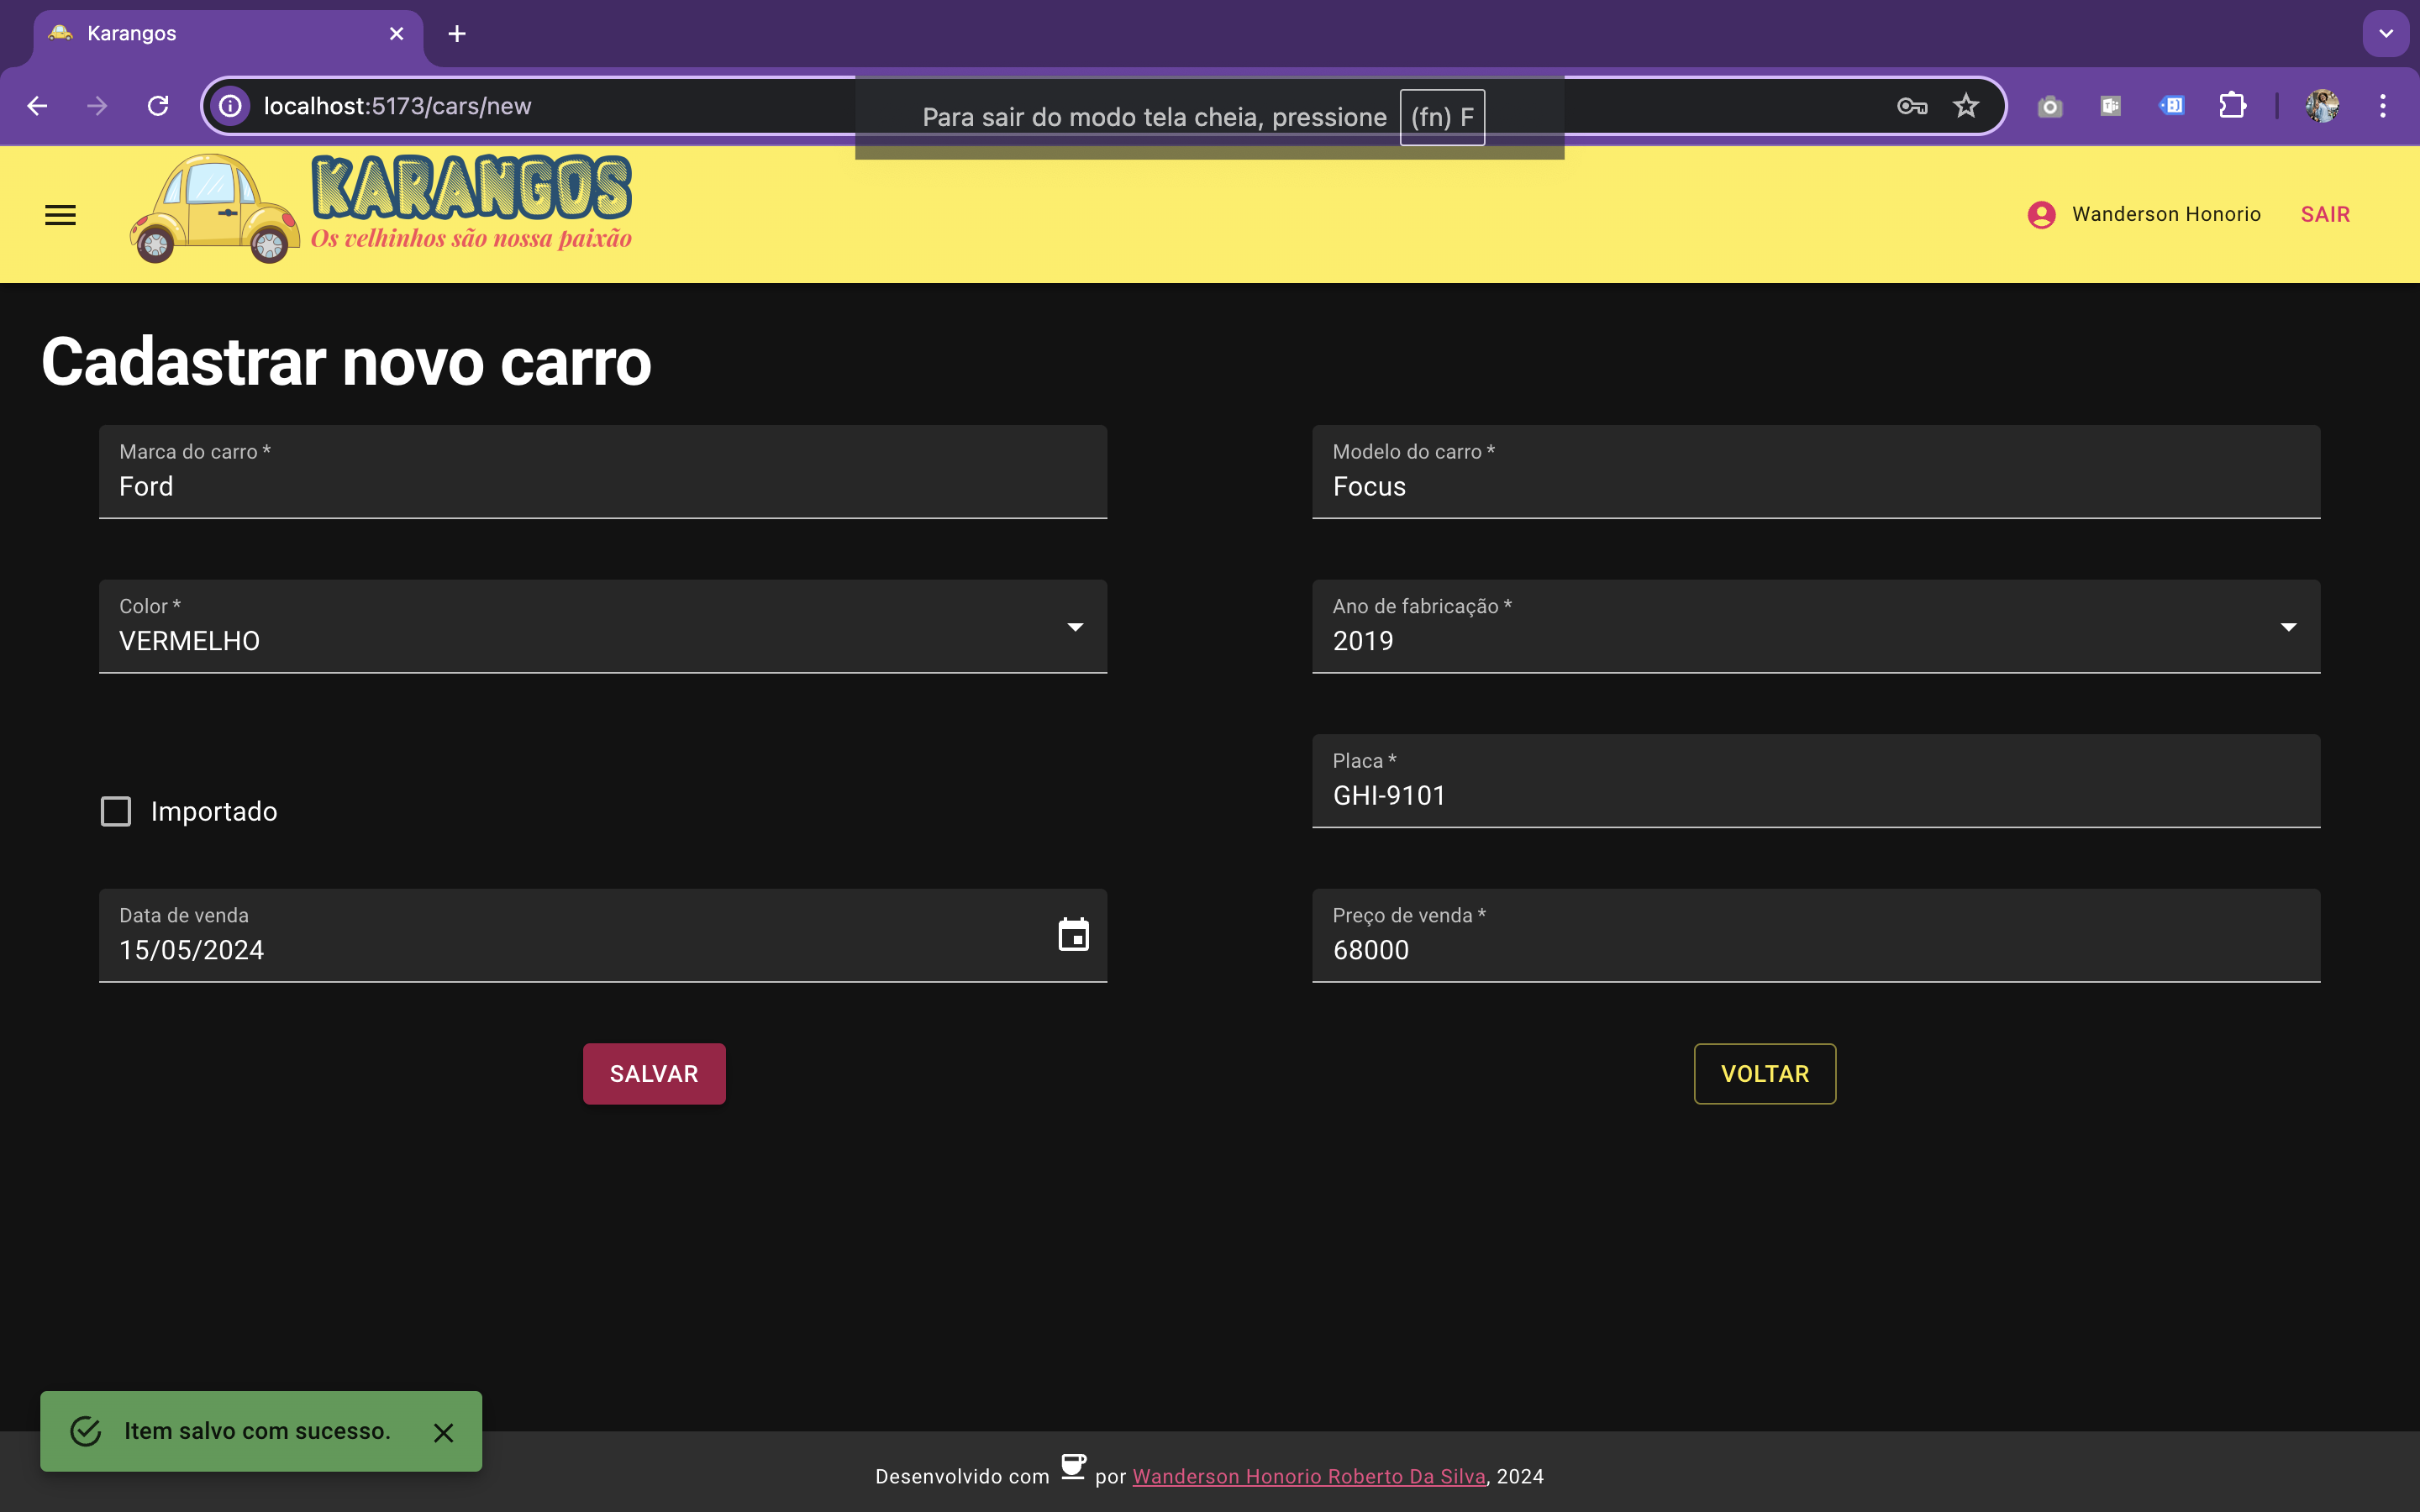 Karangos
localhost:5173/cars/new
Para sair do modo tela cheia, pressione (fn) F
KARANGOS
Os velhinhos são nossa paixão
Wanderson Honorio
SAIR
Cadastrar novo carro
Marca do carro *
Ford
Modelo do carro *
Focus
Color *
VERMELHO
Ano de fabricação *
2019
Importado
Placa *
GHI-9101
Data de venda
15/05/2024
Preço de venda *
68000
SALVAR
VOLTAR
Item salvo com sucesso.
Desenvolvido com por Wanderson Honorio Roberto Da Silva, 2024